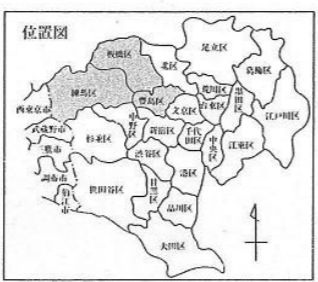 位置図
足立区
板橋区
北区
葛飾区
練馬区
荒川区
豊島区
墨田区
西東京市
文京区
台東区
江戸川区
中野区
武蔵野市
杉並区
新宿区
千代
田区
三鷹市
渋谷区
中央区
江東区
調布市
港区
狛江市
世田谷区
目黒区
品川区
大田区